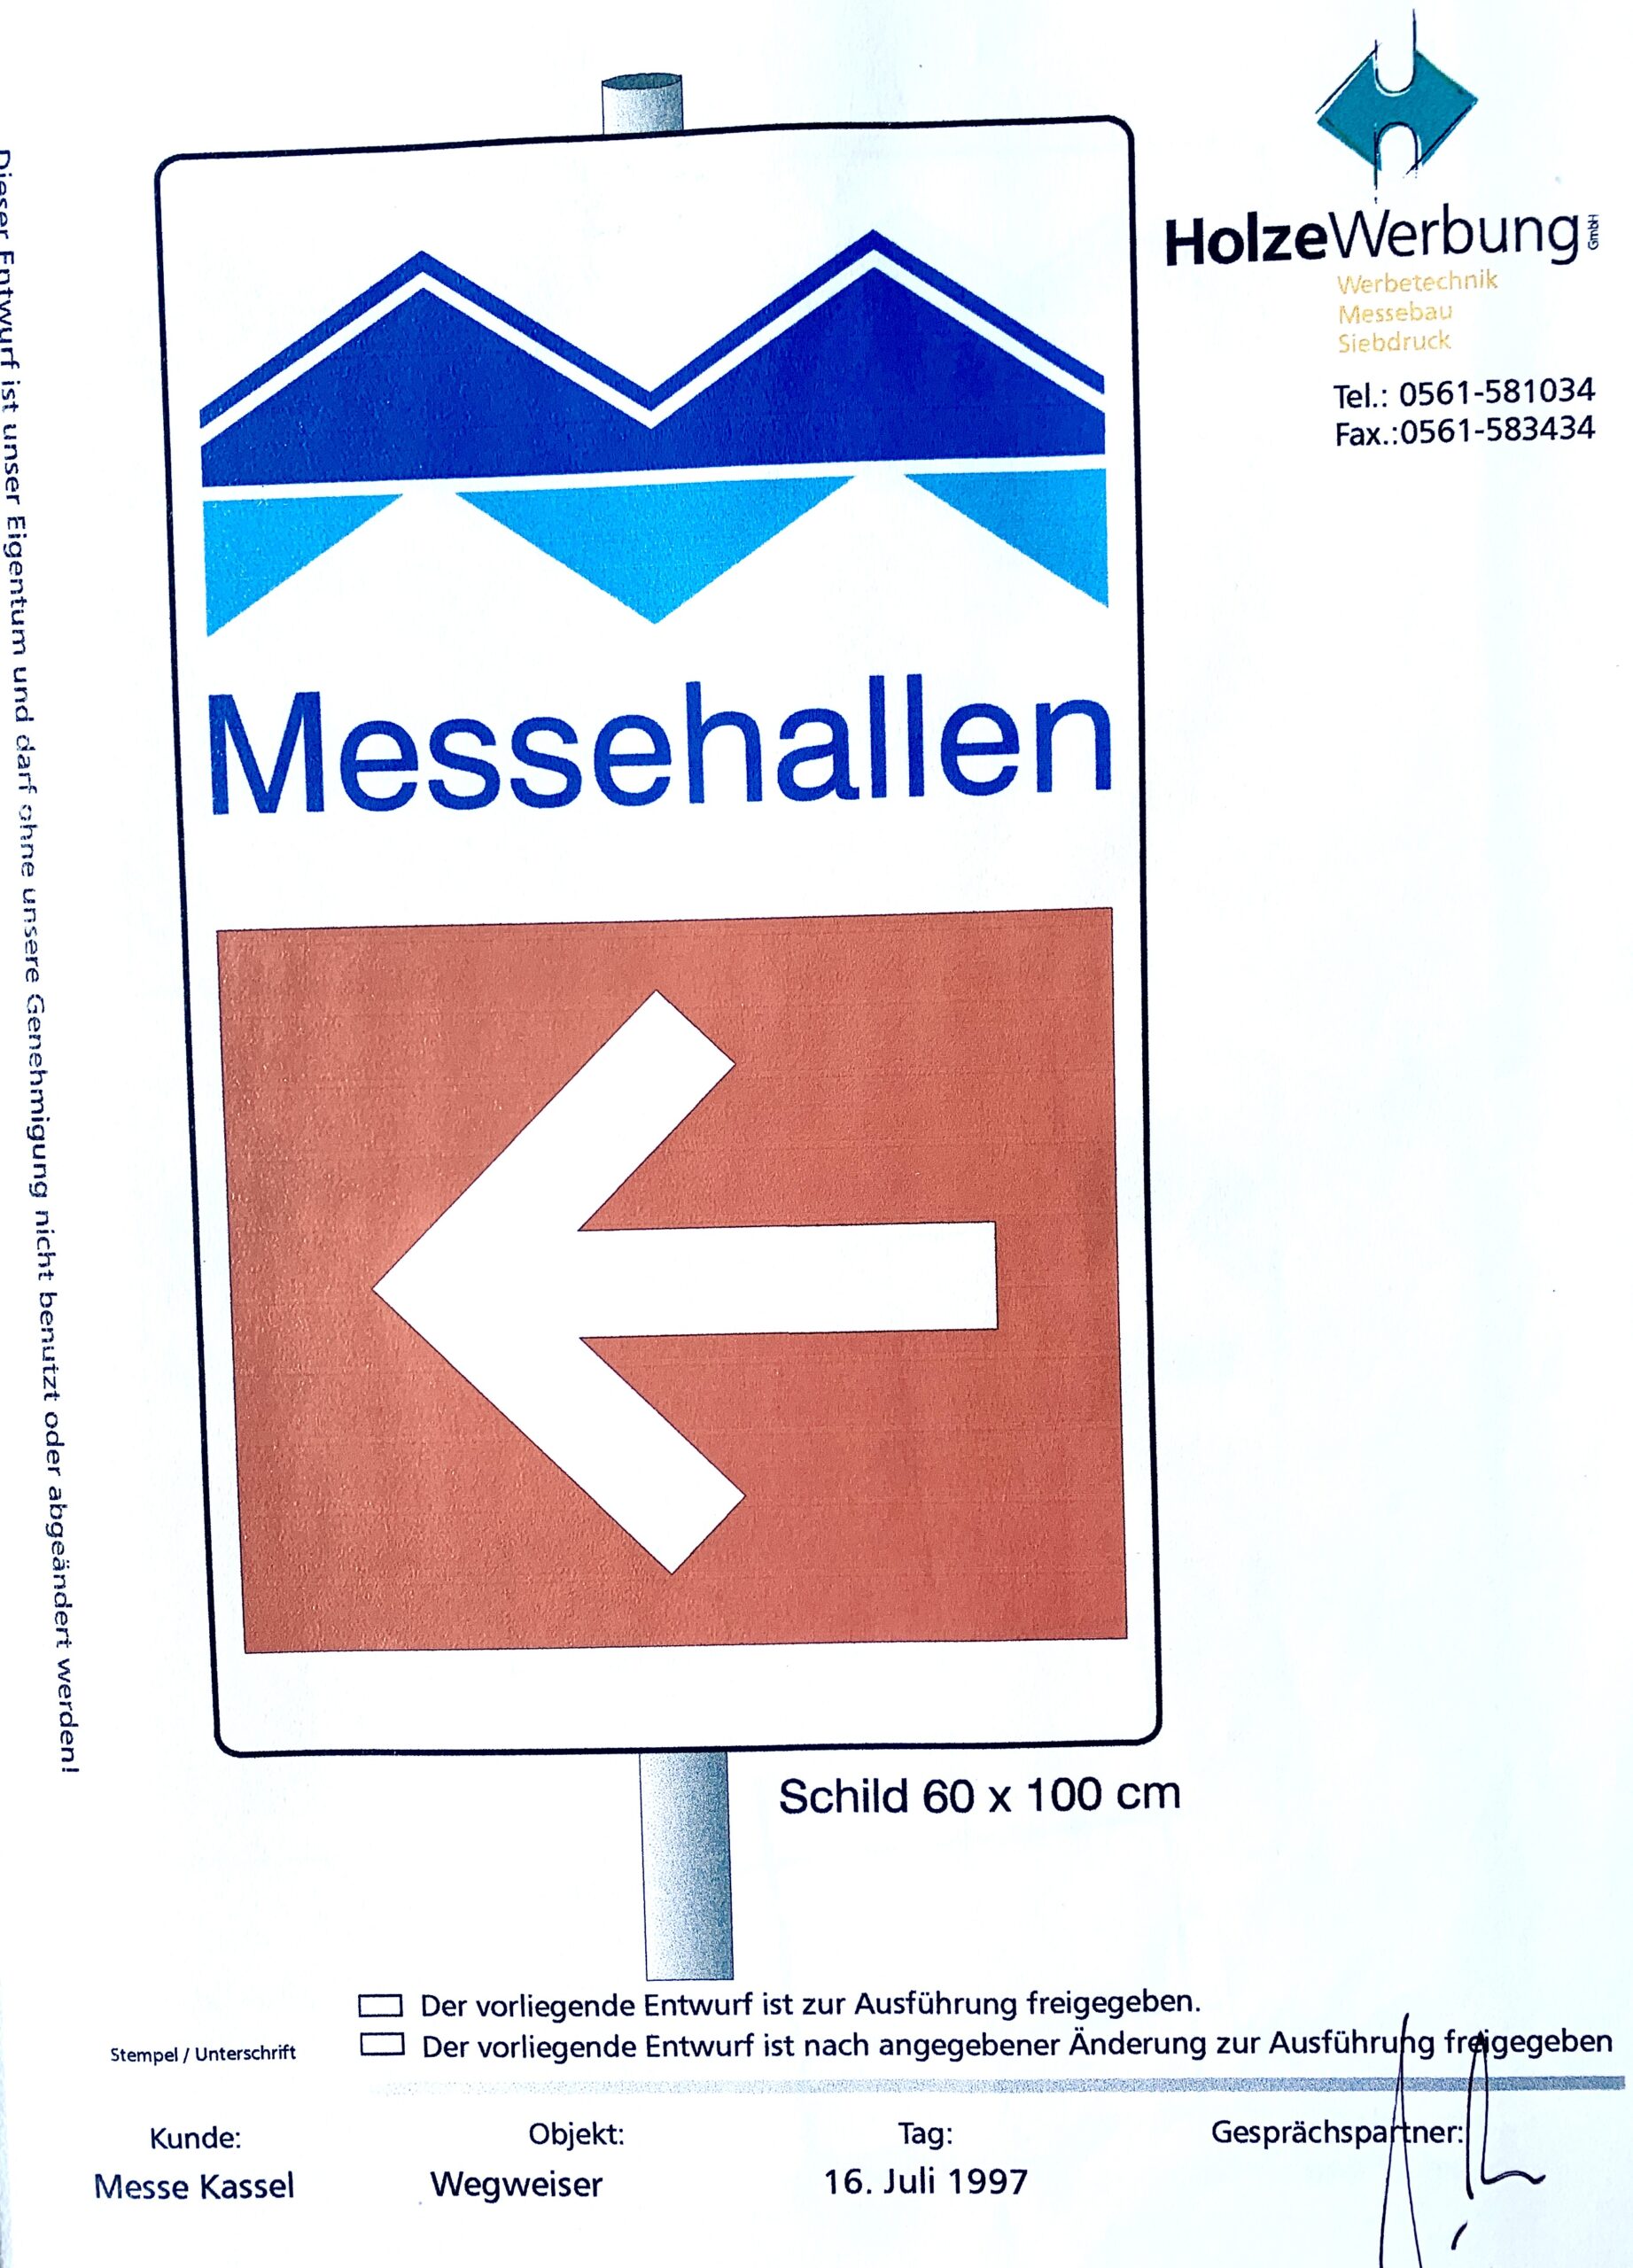 HolzeWerbung GmbH
Werbetechnik
Messebau
Siebdruck
Tel.: 0561-581034
Fax.:0561-583434
Dieser Entwurf ist unser Eigentum und darf ohne unsere Genehmigung nicht benutzt oder abgeändert werden!
Messehallen
Schild 60 x 100 cm
Der vorliegende Entwurf ist zur Ausführung freigegeben.
Der vorliegende Entwurf ist nach angegebener Änderung zur Ausführung freigegeben
Stempel / Unterschrift
Kunde: Objekt: Tag: Gesprächspartner:
Messe Kassel Wegweiser 16. Juli 1997